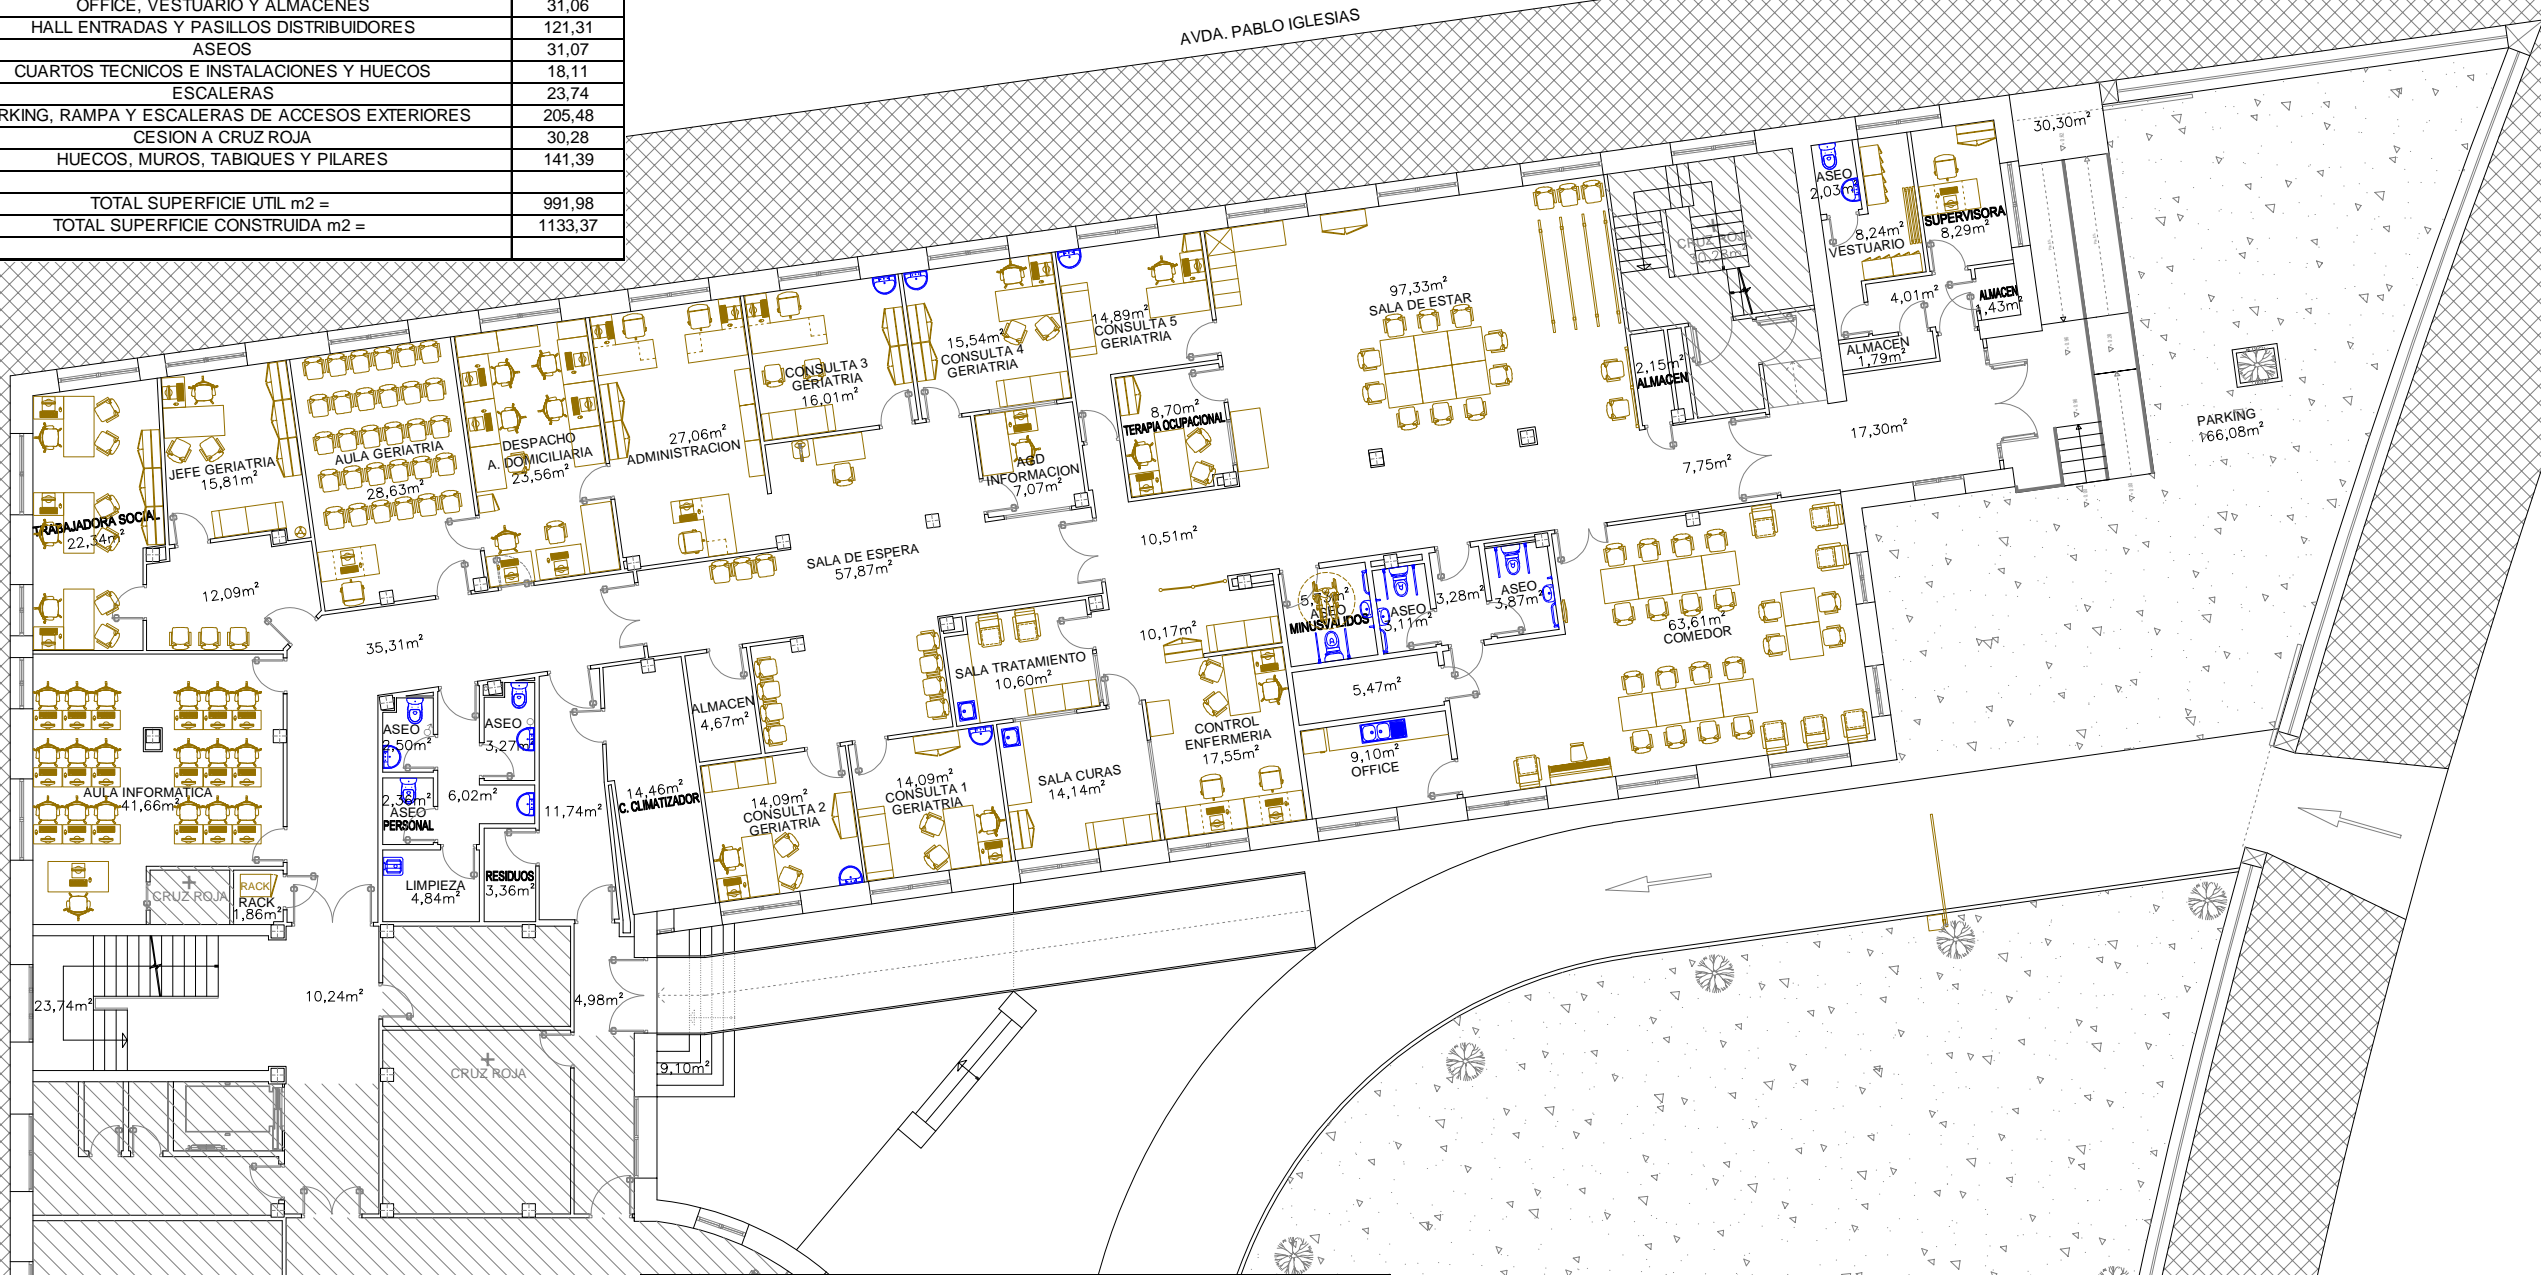 OFFICE, VESTUARIO Y ALMACENES 31,06
HALL ENTRADAS Y PASILLOS DISTRIBUIDORES 121,31
ASEOS 31,07
CUARTOS TECNICOS E INSTALACIONES Y HUECOS 18,11
ESCALERAS 23,74
RKING, RAMPA Y ESCALERAS DE ACCESOS EXTERIORES 205,48
CESION A CRUZ ROJA 30,28
HUECOS, MUROS, TABIQUES Y PILARES 141,39
TOTAL SUPERFICIE UTIL m2 = 991,98
TOTAL SUPERFICIE CONSTRUIDA m2 = 1133,37
AVDA. PABLO IGLESIAS
30,30m²
ASEO
2,03m²
8,24m²
VESTUARIO
SUPERVISORA
8,29m²
CRUZ ROJA
30,28m²
97,33m²
SALA DE ESTAR
4,01m²
ALMACEN
1,43m²
14,89m²
CONSULTA 5
GERIATRIA
15,54m²
CONSULTA 4
GERIATRIA
CONSULTA 3
GERIATRIA
16,01m²
ALMACEN
1,79m²
2,15m²
ALMACEN
8,70m²
TERAPIA OCUPACIONAL
PARKING
166,08m²
17,30m²
7,75m²
27,06m²
ADMINISTRACION
DESPACHO
A. DOMICILIARIA
23,56m²
AULA GERIATRIA
28,63m²
JEFE GERIATRIA
15,81m²
AGD
INFORMACION
7,07m²
TRABAJADORA SOCIAL
22,34m²
10,51m²
SALA DE ESPERA
57,87m²
12,09m²
35,31m²
ASEO
MINUSVALIDOS
ASEO
3,11m²
3,28m²
ASEO
3,87m²
63,61m²
COMEDOR
10,17m²
SALA TRATAMIENTO
10,60m²
5,47m²
ALMACEN
4,67m²
CONTROL
ENFERMERIA
17,55m²
9,10m²
OFFICE
ASEO
2,50m²
ASEO
3,27m²
SALA CURAS
14,14m²
14,09m²
CONSULTA 1
GERIATRIA
14,09m²
CONSULTA 2
GERIATRIA
14,46m²
C. CLIMATIZADOR
AULA INFORMATICA
41,66m²
ASEO
PERSONAL
6,02m²
11,74m²
RESIDUOS
3,36m²
LIMPIEZA
4,84m²
CRUZ ROJA
RACK
RACK
1,86m²
23,74m²
10,24m²
4,98m²
CRUZ ROJA
9,10m²